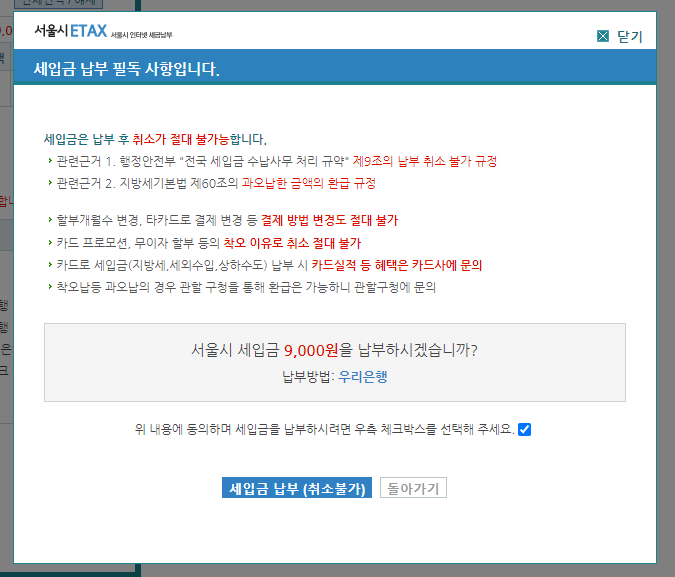 서울시ETAX 서울시 인터넷 세금납부
닫기
세입금 납부 필독 사항입니다.
세입금은 납부 후 취소가 절대 불가능합니다.
관련근거 1. 행정안전부 "전국 세입금 수납사무 처리 규약" 제9조의 납부 취소 불가 규정
관련근거 2. 지방세기본법 제60조의 과오납한 금액의 환급 규정
할부개월수 변경, 타카드로 결제 변경 등 결제 방법 변경도 절대 불가
카드 프로모션, 무이자 할부 등의 착오 이유로 취소 절대 불가
카드로 세입금(지방세,세외수입,상하수도) 납부 시 카드실적 등 혜택은 카드사에 문의
착오납등 과오납의 경우 관할 구청을 통해 환급은 가능하니 관할구청에 문의
서울시 세입금 9,000원을 납부하시겠습니까?
납부방법: 우리은행
위 내용에 동의하며 세입금을 납부하시려면 우측 체크박스를 선택해 주세요.
세입금 납부 (취소불가) 돌아가기